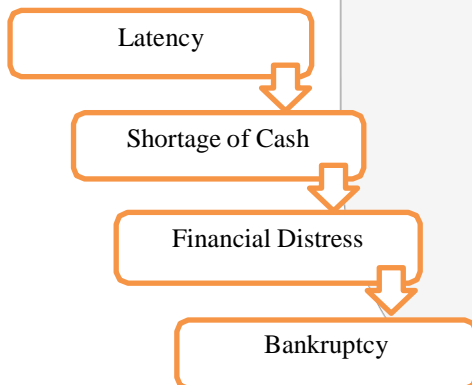 Latency
Shortage of Cash
Financial Distress
Bankruptcy